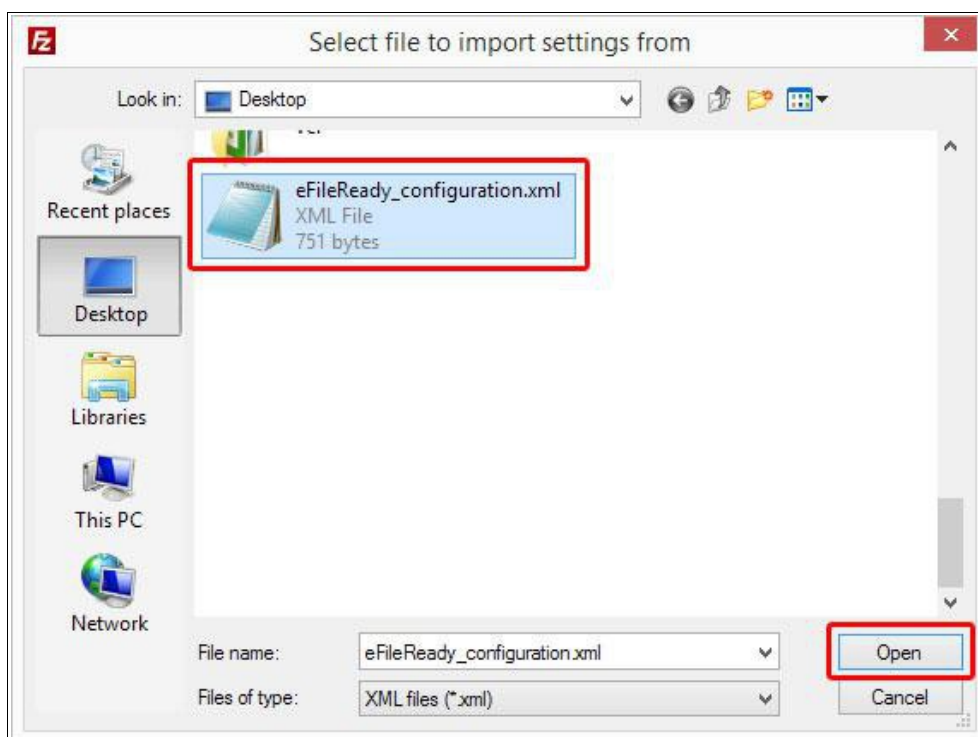 Fz
Select file to import settings from
Look in:
Desktop
eFileReady_configuration.xml
XML File
751 bytes
Recent places
Desktop
Libraries
This PC
Network
File name:
eFileReady_configuration.xml
Open
Files of type:
XML files (*.xml)
Cancel